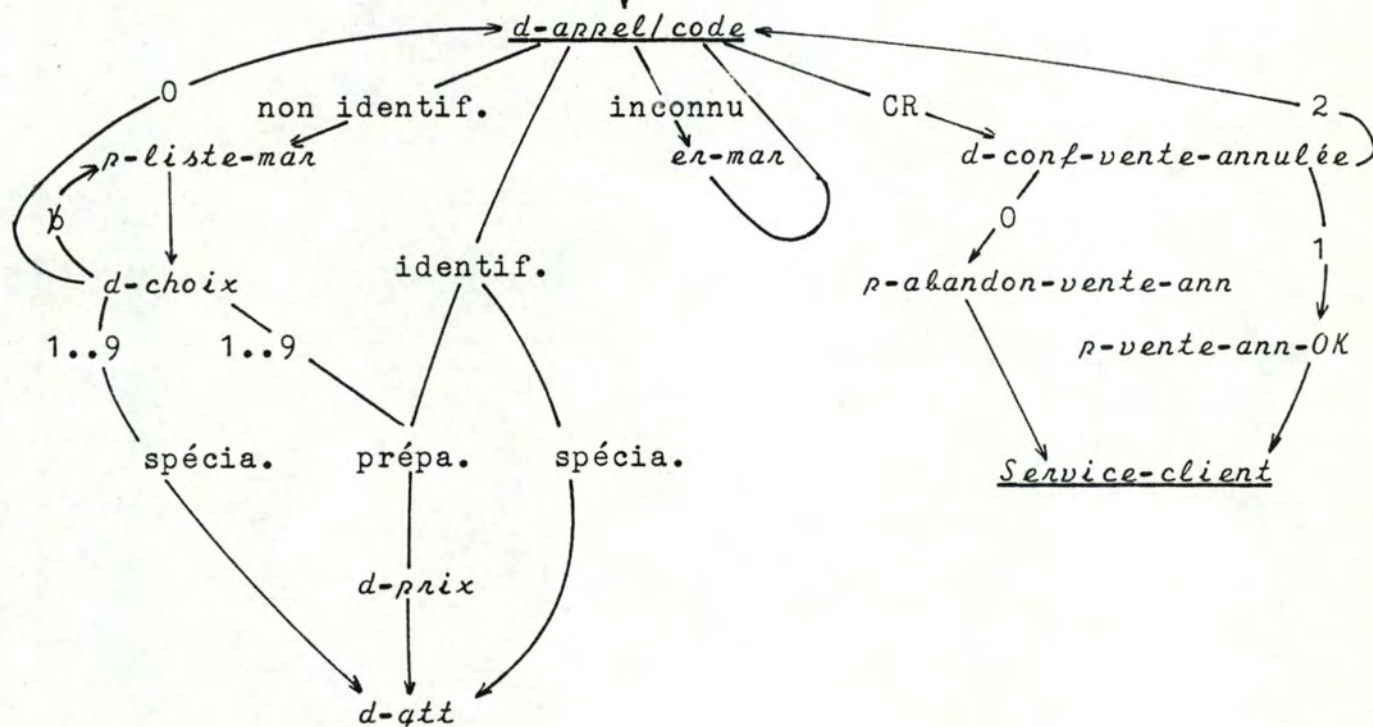 d-appel/code
0 non identif. inconnu CR 2
p-liste-mar er-mar d-conf-vente-annulée
ƀ 0
identif. 1
d-choix p-abandon-vente-ann
1..9 1..9 p-vente-ann-OK
spécia. prépa. spécia. Service-client
d-prix
d-qtt